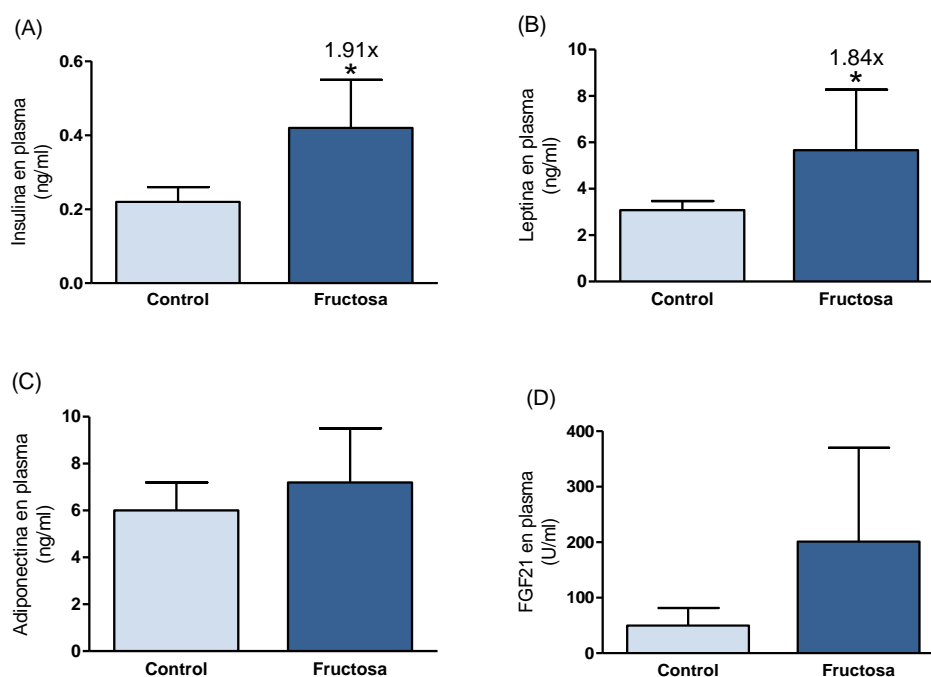 (A)
Insulina en plasma
(ng/ml)
0.6
0.4
0.2
0.0
1.91x
*
Control
Fructosa
(B)
Leptina en plasma
(ng/ml)
10
8
6
4
2
0
1.84x
*
Control
Fructosa
(C)
Adiponectina en plasma
(ng/ml)
10
8
6
4
2
0
Control
Fructosa
(D)
FGF21 en plasma
(U/ml)
400
300
200
100
0
Control
Fructosa